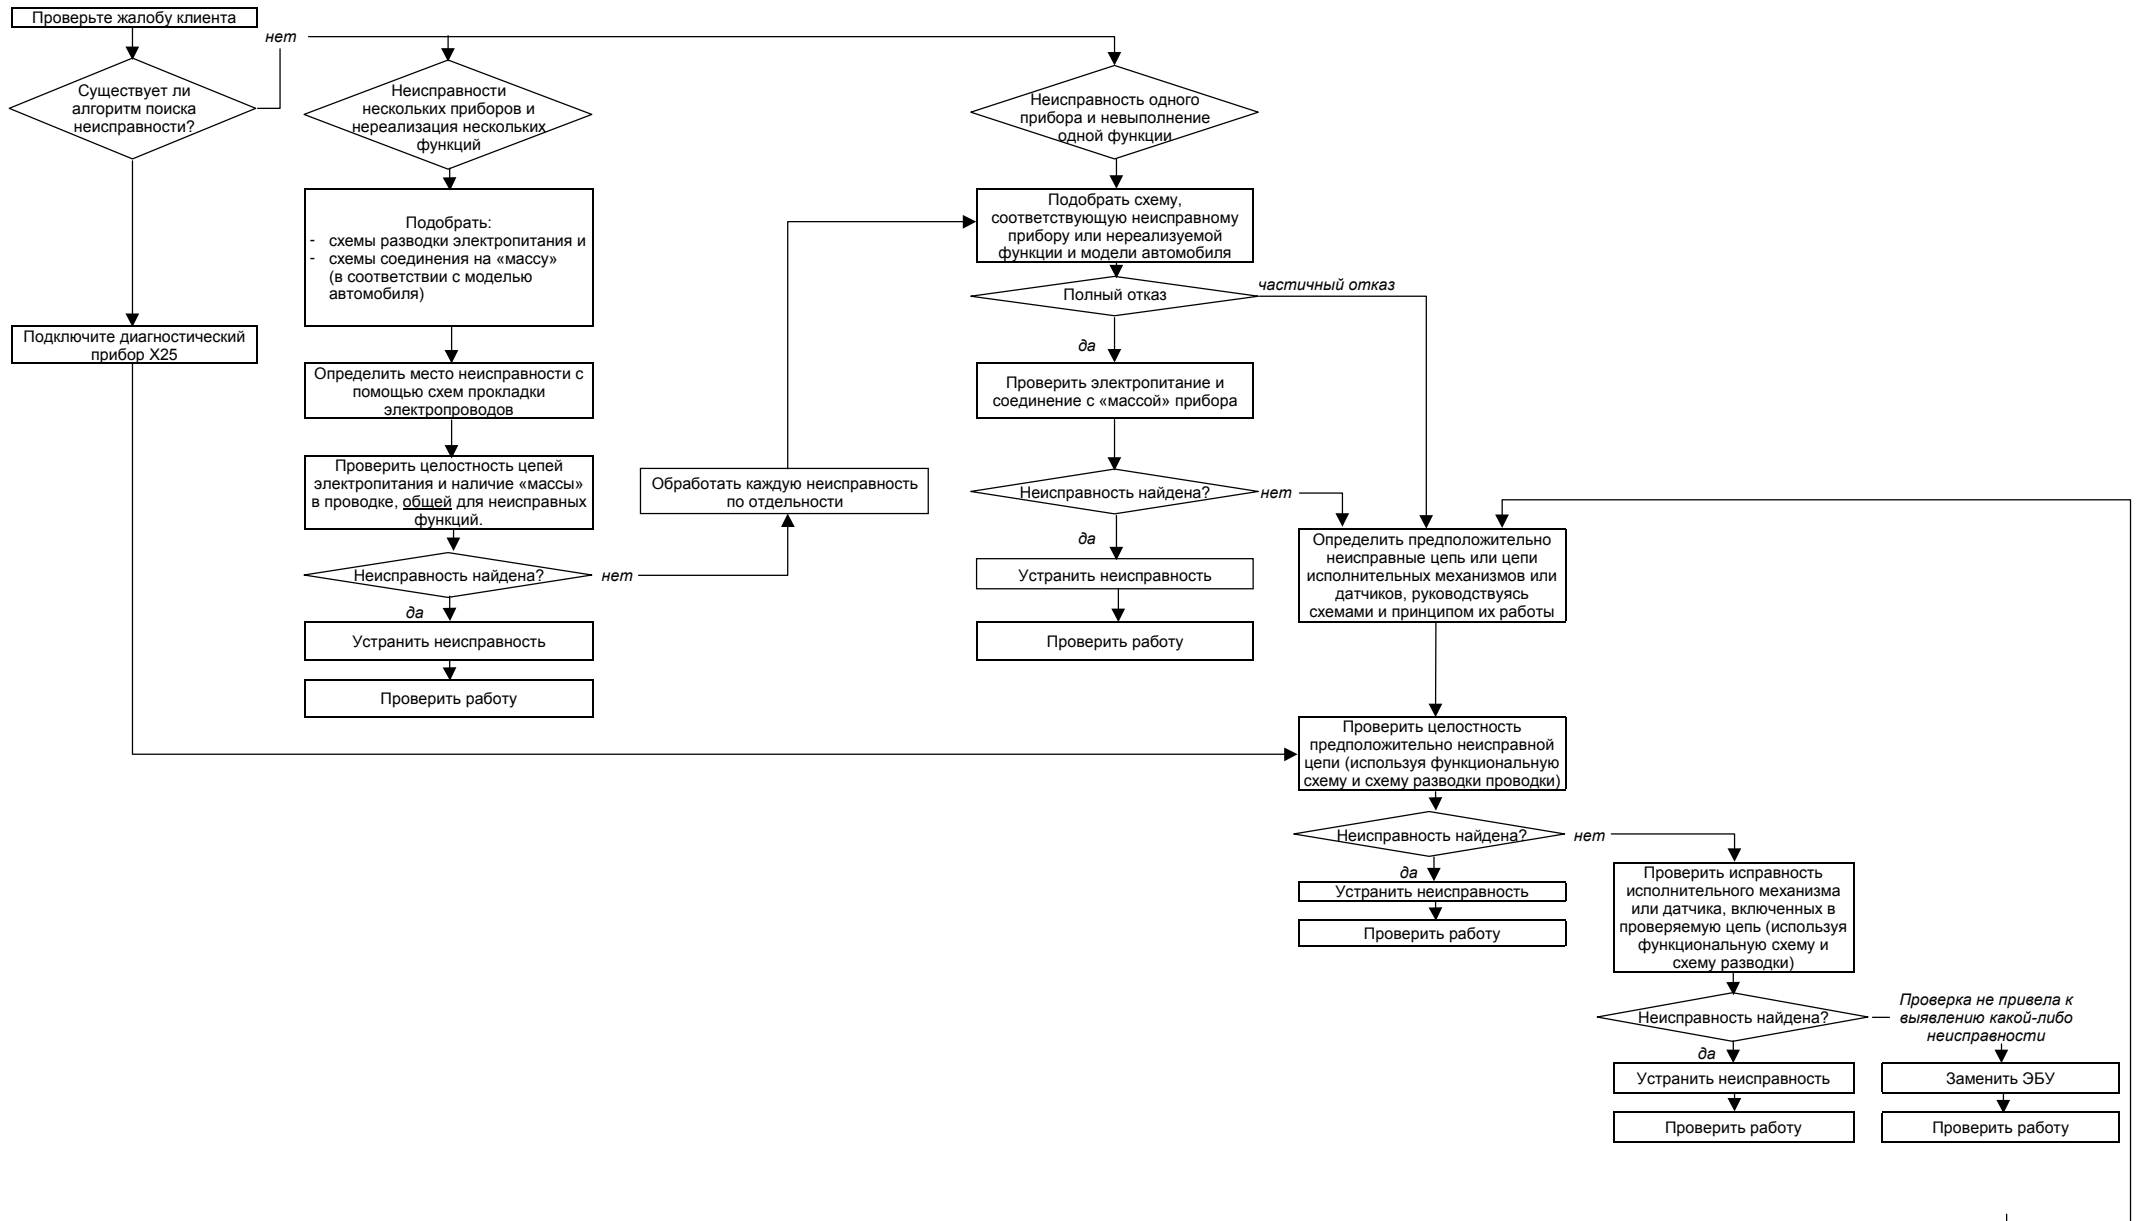 Проверьте жалобу клиента
нет
Существует ли
алгоритм поиска
неисправности?
Неисправности
нескольких приборов и
нереализация нескольких
функций
Неисправность одного
прибора и невыполнение
одной функции
Подобрать:
- схемы разводки электропитания и
- схемы соединения на «массу»
(в соответствии с моделью
автомобиля)
Подобрать схему,
соответствующую неисправному
прибору или нереализуемой
функции и модели автомобиля
Полный отказ
частичный отказ
Подключите диагностический
прибор X25
да
Определить место неисправности с
помощью схем прокладки
электропроводов
Проверить электропитание и
соединение с «массой» прибора
Проверить целостность цепей
электропитания и наличие «массы»
в проводке, общей для неисправных
функций.
Обработать каждую неисправность
по отдельности
Неисправность найдена?
нет
да
Определить предположительно
неисправные цепь или цепи
исполнительных механизмов или
датчиков, руководствуясь
схемами и принципом их работы
Неисправность найдена?
нет
да
Устранить неисправность
Проверить работу
Устранить неисправность
Проверить работу
Проверить целостность
предположительно неисправной
цепи (используя функциональную
схему и схему разводки проводки)
Неисправность найдена?
нет
да
Устранить неисправность
Проверить работу
Проверить исправность
исполнительного механизма
или датчика, включенных в
проверяемую цепь (используя
функциональную схему и
схему разводки)
Неисправность найдена?
Проверка не привела к
выявлению какой-либо
неисправности
да
Устранить неисправность
Заменить ЭБУ
Проверить работу
Проверить работу